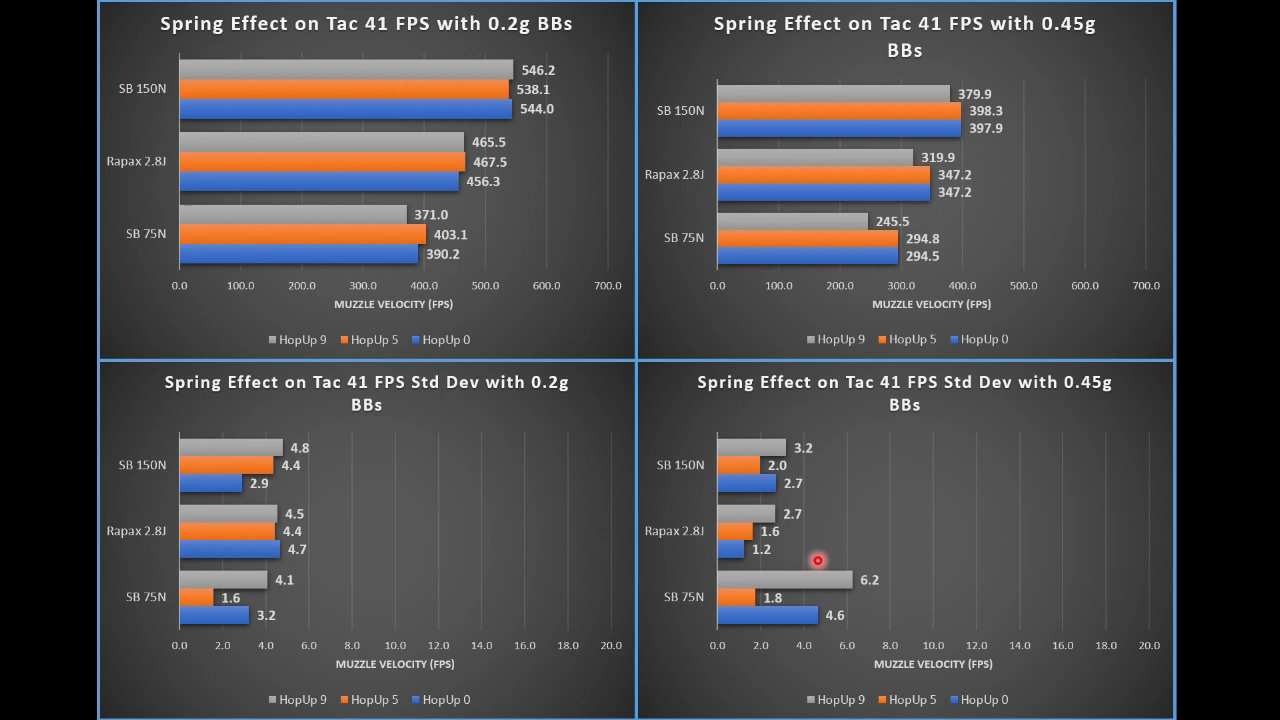 Spring Effect on Tac 41 FPS with 0.2g BBs
SB 150N
546.2
538.1
544.0
Rapax 2.8J
465.5
467.5
456.3
SB 75N
371.0
403.1
390.2
0.0 100.0 200.0 300.0 400.0 500.0 600.0 700.0
MUZZLE VELOCITY (FPS)
HopUp 9 HopUp 5 HopUp 0
Spring Effect on Tac 41 FPS with 0.45g
BBs
SB 150N
379.9
398.3
397.9
Rapax 2.8J
319.9
347.2
347.2
SB 75N
245.5
294.8
294.5
0.0 100.0 200.0 300.0 400.0 500.0 600.0 700.0
MUZZLE VELOCITY (FPS)
HopUp 9 HopUp 5 HopUp 0
Spring Effect on Tac 41 FPS Std Dev with 0.2g
BBs
SB 150N
4.8
4.4
2.9
Rapax 2.8J
4.5
4.4
4.7
SB 75N
4.1
1.6
3.2
0.0 2.0 4.0 6.0 8.0 10.0 12.0 14.0 16.0 18.0 20.0
MUZZLE VELOCITY (FPS)
HopUp 9 HopUp 5 HopUp 0
Spring Effect on Tac 41 FPS Std Dev with 0.45g
BBs
SB 150N
3.2
2.0
2.7
Rapax 2.8J
2.7
1.6
1.2
SB 75N
6.2
1.8
4.6
0.0 2.0 4.0 6.0 8.0 10.0 12.0 14.0 16.0 18.0 20.0
MUZZLE VELOCITY (FPS)
HopUp 9 HopUp 5 HopUp 0